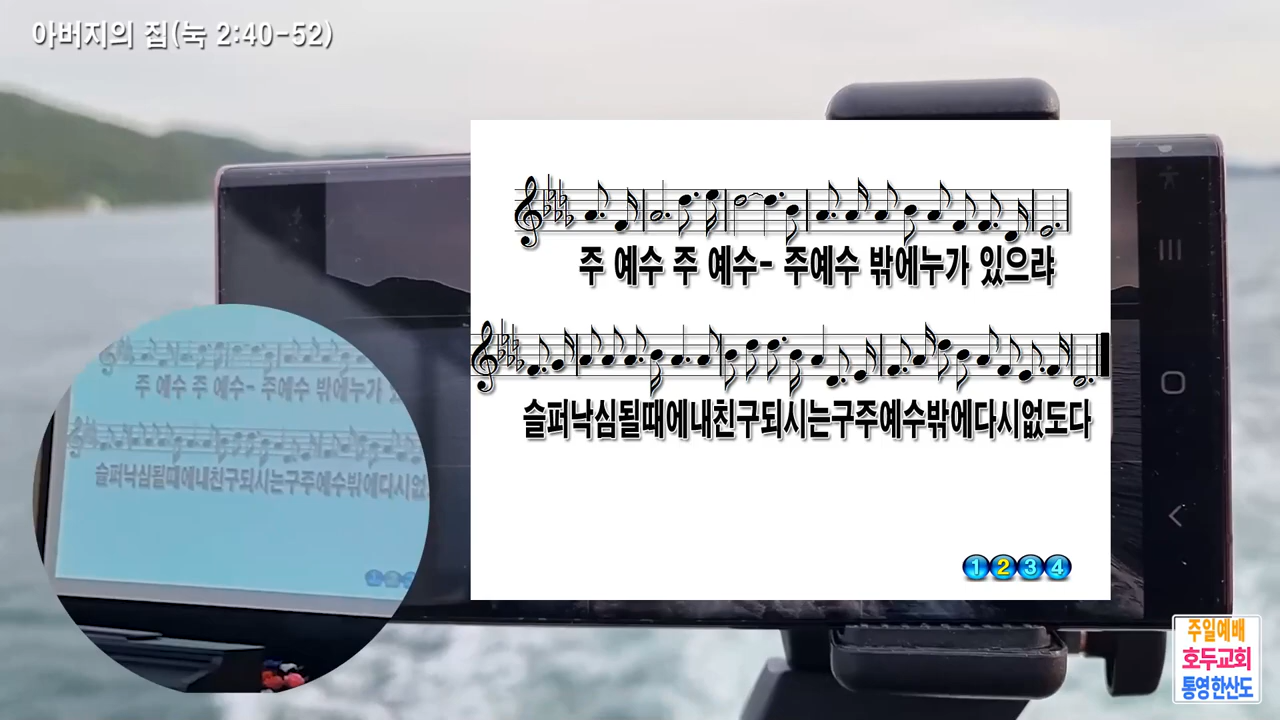 아버지의 집(눅 2:40-52)
주 예수 주 예수- 주예수 밖에누가 있으랴
슬퍼낙심될때에내친구되시는구주예수밖에다시없도다
1 2 3 4
주 예수 주 예수- 주예수 밖에누가
슬퍼낙심될때에내친구되시는구주예수밖에다시없
주일예배
호두교회
통영한산도